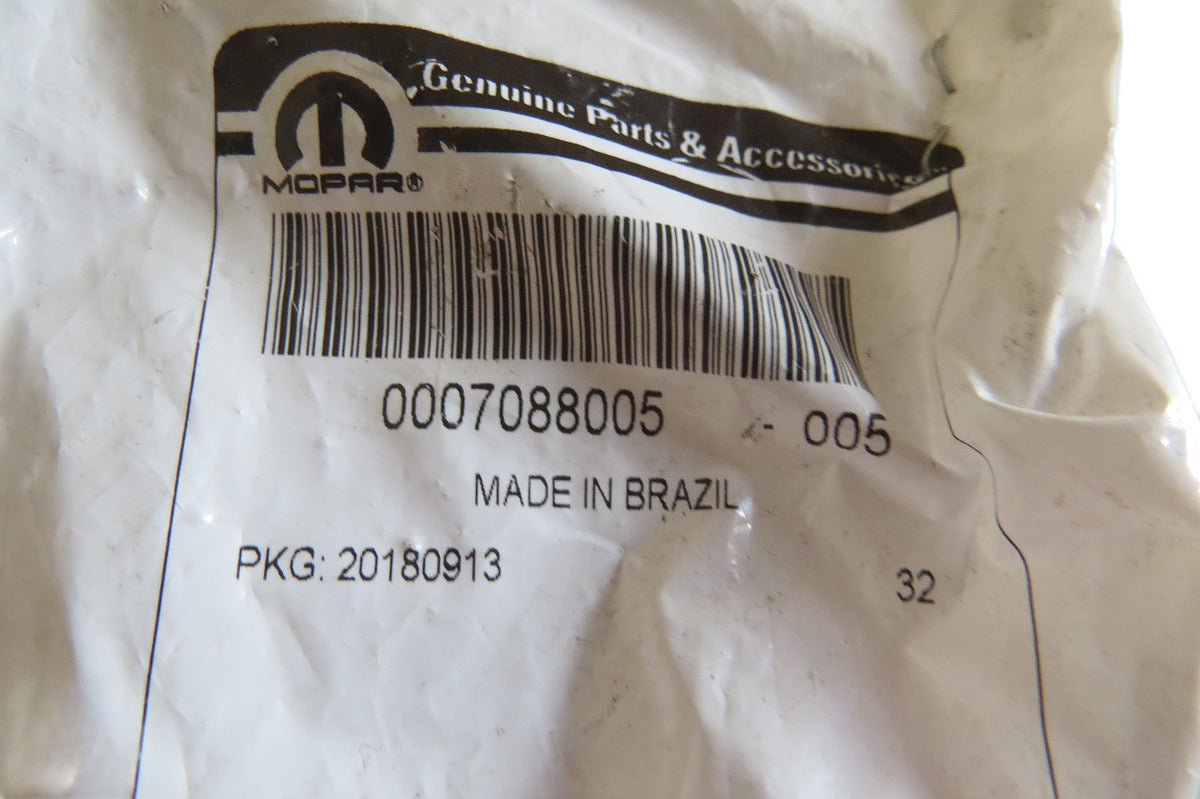 Genuine Parts & Accessories
MOPAR®
0007088005 - 005
MADE IN BRAZIL
PKG: 20180913
32